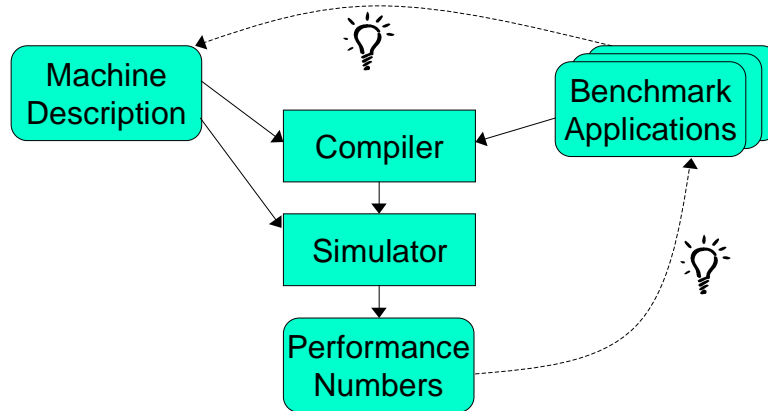 Machine
Description
Benchmark
Applications
Compiler
Simulator
Performance
Numbers